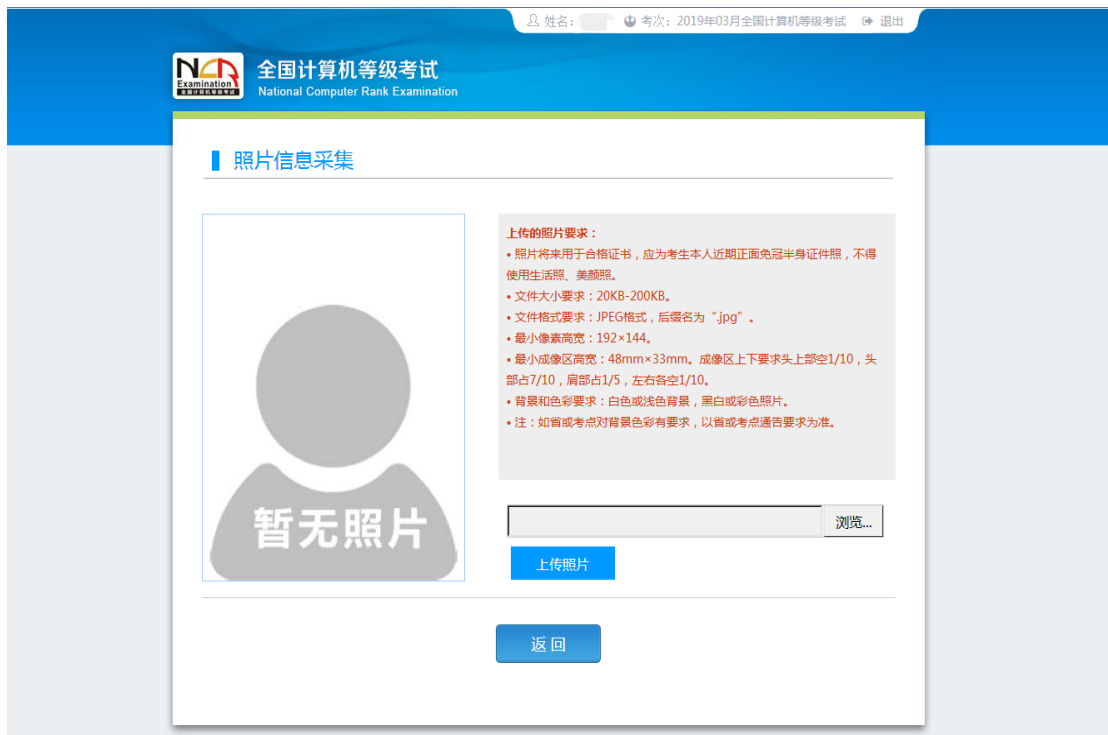 姓名： 考次：2019年03月全国计算机等级考试 退出
NCR
Examination
全国计算机等级考试
全国计算机等级考试
National Computer Rank Examination
照片信息采集
上传的照片要求：
• 照片将来用于合格证书，应为考生本人近期正面免冠半身证件照，不得
使用生活照、美颜照。
• 文件大小要求：20KB-200KB。
• 文件格式要求：JPEG格式，后缀名为“.jpg”。
• 最小像素高宽：192×144。
• 最小成像区高宽：48mm×33mm。成像区上下要求头上部空1/10，头
部占7/10，肩部占1/5，左右各空1/10。
• 背景和色彩要求：白色或浅色背景，黑白或彩色照片。
• 注：如省或考点对背景色彩有要求，以省或考点通告要求为准。
暂无照片
浏览...
上传照片
返回